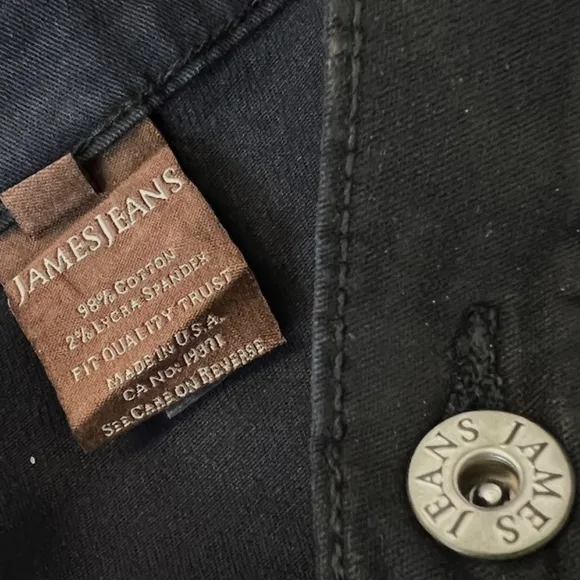 JAMESJEANS
98% COTTON
2% LYCRA SPANDEX
FIT QUALITY TRUST
MADE IN U.S.A
CA NO: 19371
SEE CARE ON REVERSE
JAMES JEANS